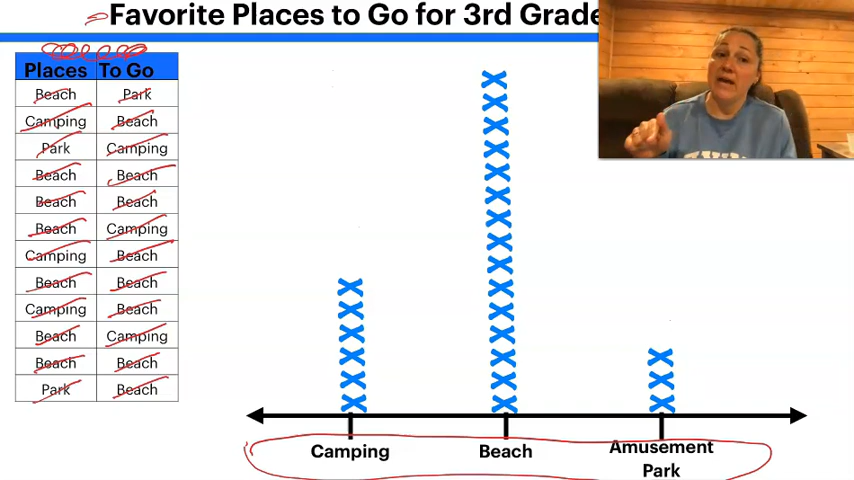 Favorite Places to Go for 3rd Grade
Places To Go
Beach Park
Camping Beach
Park Camping
Beach Beach
Beach Beach
Beach Camping
Camping Beach
Beach Beach
Camping Beach
Beach Camping
Beach Beach
Park Beach
Camping
Beach
Amusement
Park